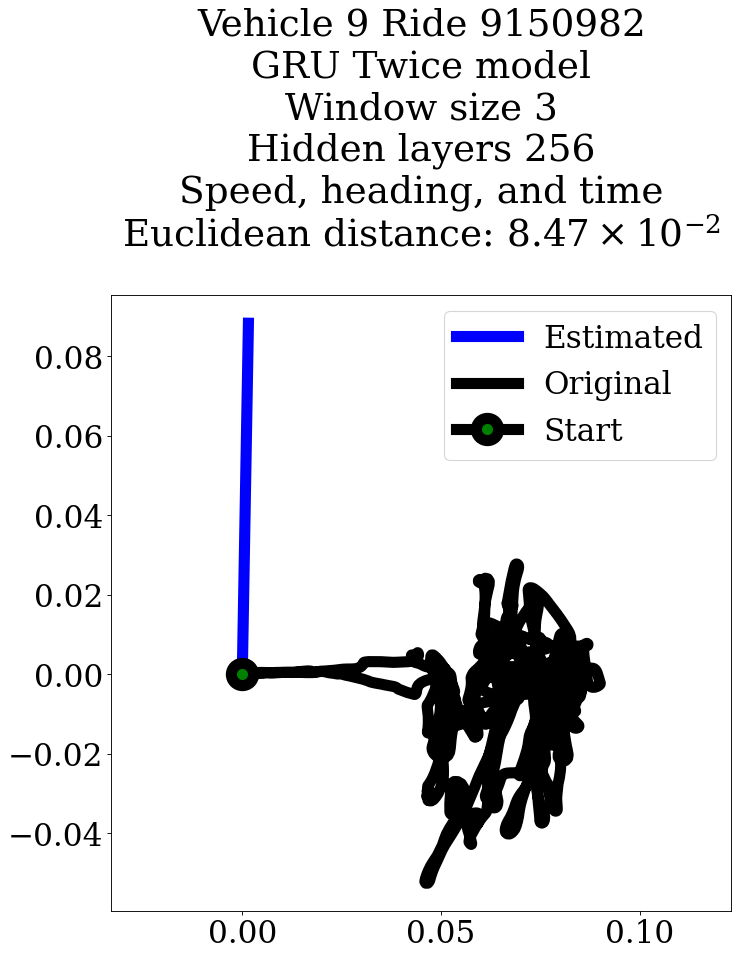 Vehicle 9 Ride 9150982
GRU Twice model
Window size 3
Hidden layers 256
Speed, heading, and time
Euclidean distance: 8.47 × 10⁻²
Estimated
Original
Start
0.08
0.06
0.04
0.02
0.00
−0.02
−0.04
0.00 0.05 0.10